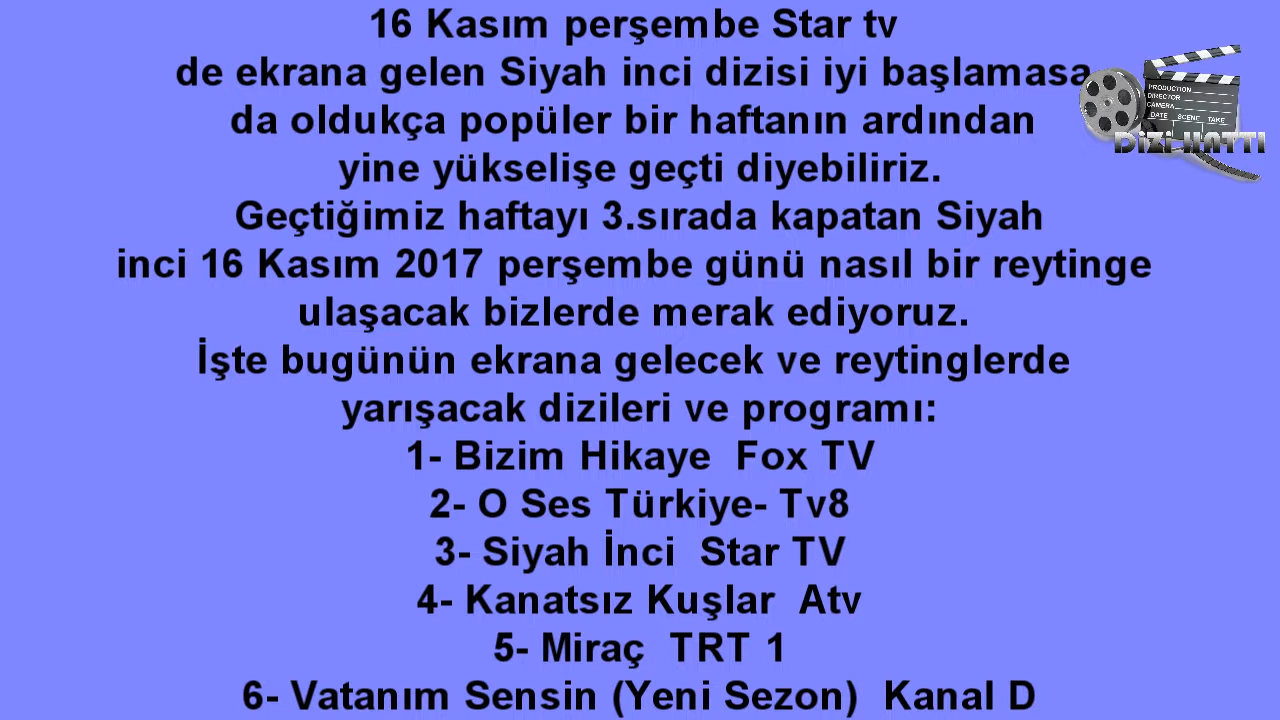 16 Kasım perşembe Star tv
de ekrana gelen Siyah inci dizisi iyi başlamasa
da oldukça popüler bir haftanın ardından
yine yükselişe geçti diyebiliriz.
Geçtiğimiz haftayı 3.sırada kapatan Siyah
inci 16 Kasım 2017 perşembe günü nasıl bir reytinge
ulaşacak bizlerde merak ediyoruz.
İşte bugünün ekrana gelecek ve reytinglerde
yarışacak dizileri ve programı:
1- Bizim Hikaye  Fox TV
2- O Ses Türkiye- Tv8
3- Siyah İnci  Star TV
4- Kanatsız Kuşlar  Atv
5- Miraç  TRT 1
6- Vatanım Sensin (Yeni Sezon)  Kanal D
PRODUCTION
DIRECTOR
CAMERA
DATE SCENE TAKE
DiZi HATTI